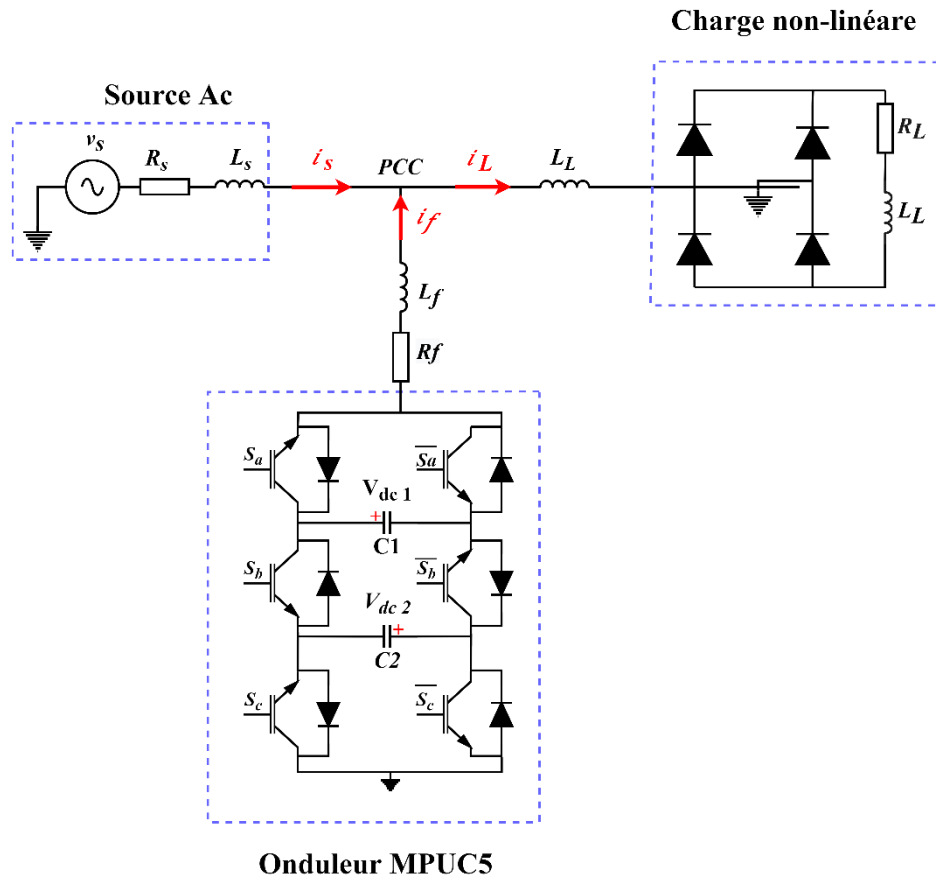 Charge non-linéare
Source Ac
vs
Rs
Ls
is
PCC
iL
LL
RL
LL
if
Lf
Rf
Sa
Sa
Vdc 1
+
C1
Sb
Sb
Vdc 2
+
C2
Sc
Sc
Onduleur MPUC5